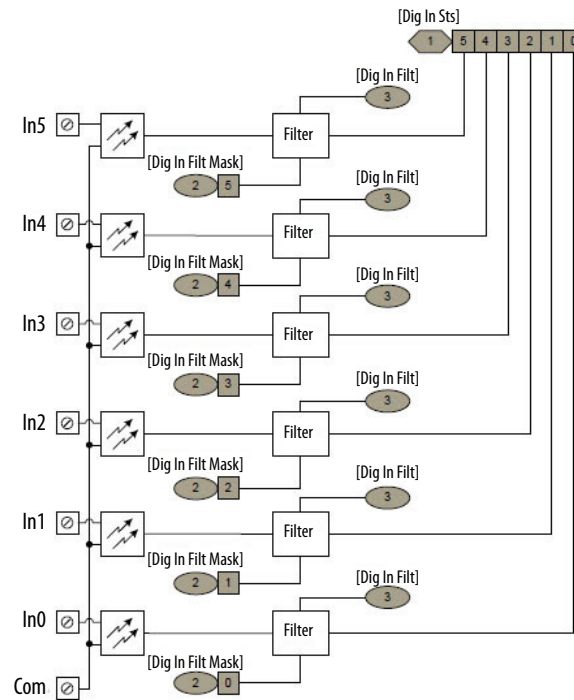 [Dig In Sts]
1 5 4 3 2 1 0
[Dig In Filt]
3
In5
Filter
[Dig In Filt Mask]
2 5
[Dig In Filt]
3
In4
Filter
[Dig In Filt Mask]
2 4
[Dig In Filt]
3
In3
Filter
[Dig In Filt Mask]
2 3
[Dig In Filt]
3
In2
Filter
[Dig In Filt Mask]
2 2
[Dig In Filt]
3
In1
Filter
[Dig In Filt Mask]
2 1
[Dig In Filt]
3
In0
Filter
[Dig In Filt Mask]
2 0
Com